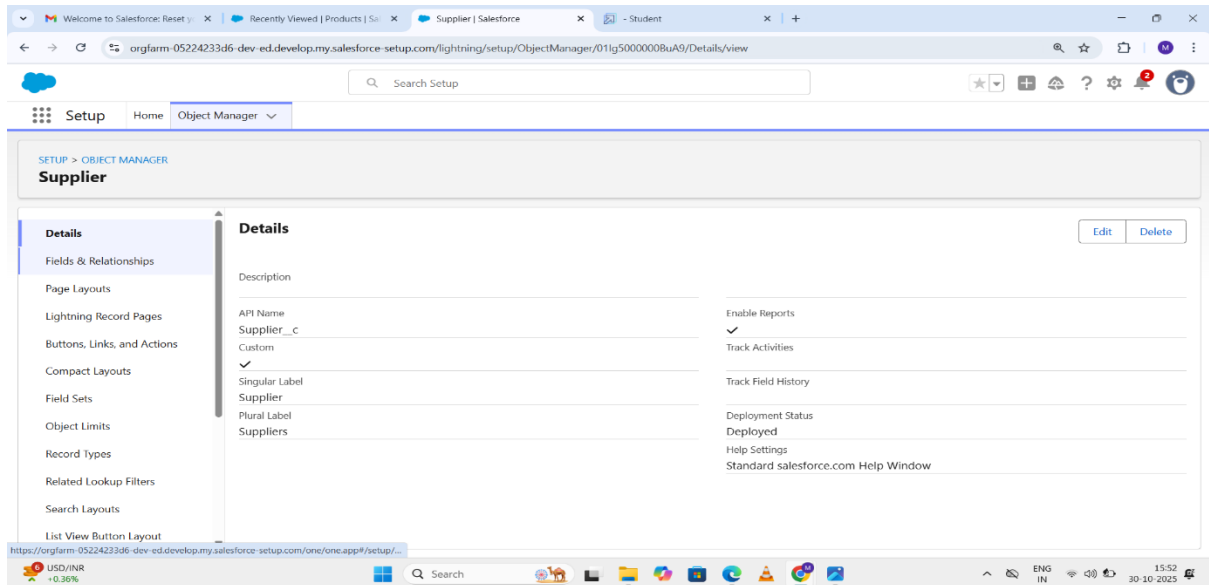 Welcome to Salesforce: Reset y
Recently Viewed | Products | Sal
Supplier | Salesforce
- Student
orgfarm-05224233d6-dev-ed.develop.my.salesforce-setup.com/lightning/setup/ObjectManager/01Ig5000000BuA9/Details/view
M
Search Setup
2
Setup
Home
Object Manager
SETUP > OBJECT MANAGER
Supplier
Details
Fields & Relationships
Page Layouts
Lightning Record Pages
Buttons, Links, and Actions
Compact Layouts
Field Sets
Object Limits
Record Types
Related Lookup Filters
Search Layouts
List View Button Layout
Details
Edit
Delete
Description
API Name
Supplier__c
Custom
Singular Label
Supplier
Plural Label
Suppliers
Enable Reports
Track Activities
Track Field History
Deployment Status
Deployed
Help Settings
Standard salesforce.com Help Window
https://orgfarm-05224233d6-dev-ed.develop.my.salesforce-setup.com/one/one.app#/setup/...
6
USD/INR
+0.36%
Search
ENG
IN
15:52
30-10-2025